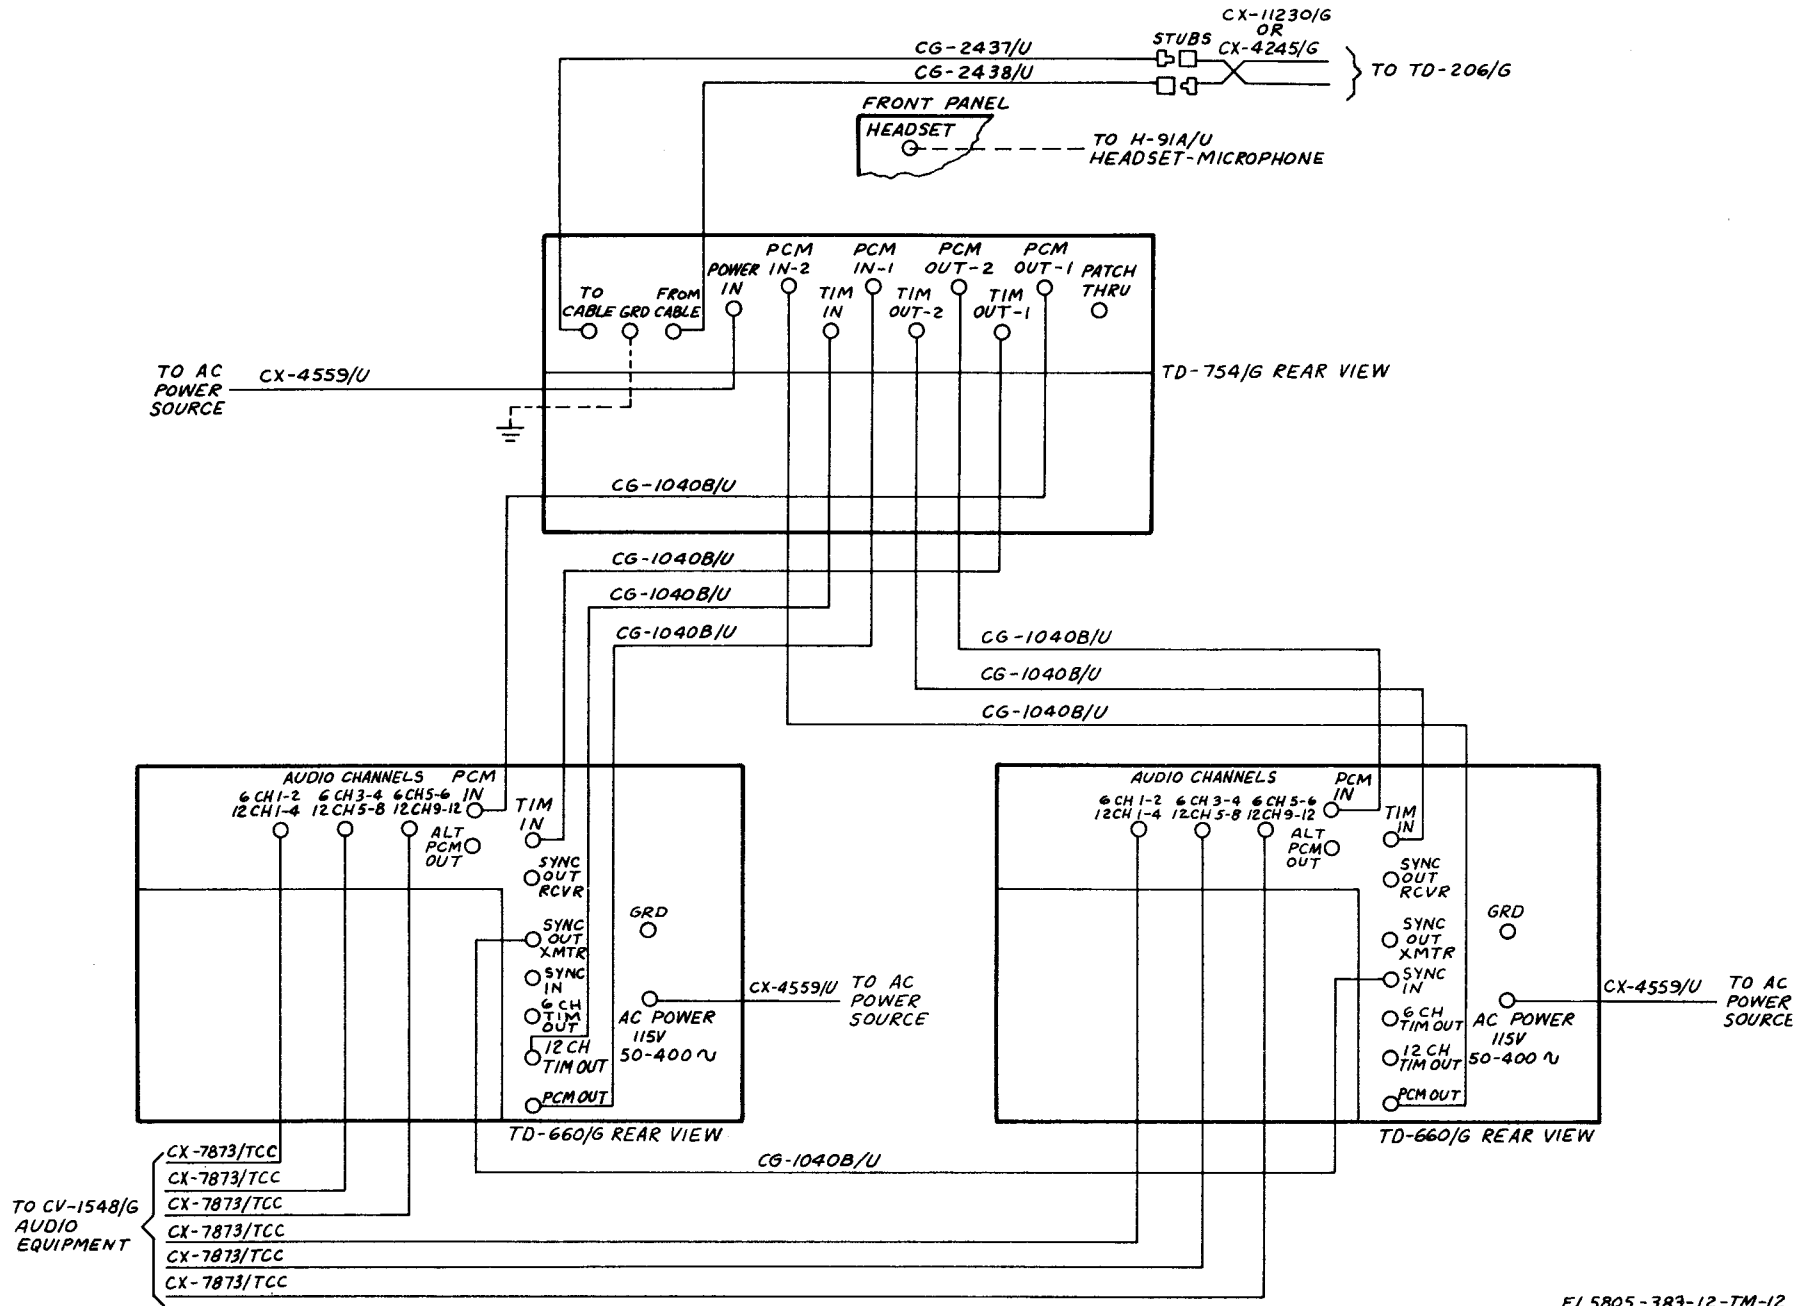 CX-11230/G
OR
STUBS CX-4245/G
CG-2437/U
CG-2438/U
TO TD-206/G
FRONT PANEL
HEADSET
TO H-91A/U
HEADSET-MICROPHONE
TO
CABLE
GRD
FROM
CABLE
POWER
IN
PCM
IN-2
TIM
IN
PCM
IN-1
TIM
OUT-2
PCM
OUT-2
TIM
OUT-1
PCM
OUT-1
PATCH
THRU
TO AC
POWER
SOURCE
CX-4559/U
TD-754/G REAR VIEW
CG-1040B/U
CG-1040B/U
CG-1040B/U
CG-1040B/U
CG-1040B/U
CG-1040B/U
CG-1040B/U
AUDIO CHANNELS
6 CH 1-2 6 CH 3-4 6 CH 5-6
12 CH 1-4 12 CH 5-8 12 CH 9-12
PCM
IN
ALT
PCM
OUT
TIM
IN
SYNC
OUT
RCVR
SYNC
OUT
XMTR
SYNC
IN
6 CH
TIM
OUT
12 CH
TIM OUT
PCM OUT
GRD
AC POWER
115V
50-400 ~
CX-4559/U
TO AC
POWER
SOURCE
TD-660/G REAR VIEW
AUDIO CHANNELS
6 CH 1-2 6 CH 3-4 6 CH 5-6
12 CH 1-4 12 CH 5-8 12 CH 9-12
PCM
IN
ALT
PCM
OUT
TIM
IN
SYNC
OUT
RCVR
SYNC
OUT
XMTR
SYNC
IN
6 CH
TIM OUT
12 CH
TIM OUT
PCM OUT
GRD
AC POWER
115V
50-400 ~
CX-4559/U
TO AC
POWER
SOURCE
TD-660/G REAR VIEW
CG-1040B/U
TO CV-1548/G
AUDIO
EQUIPMENT
CX-7873/TCC
CX-7873/TCC
CX-7873/TCC
CX-7873/TCC
CX-7873/TCC
CX-7873/TCC
EL5805-383-12-TM-12